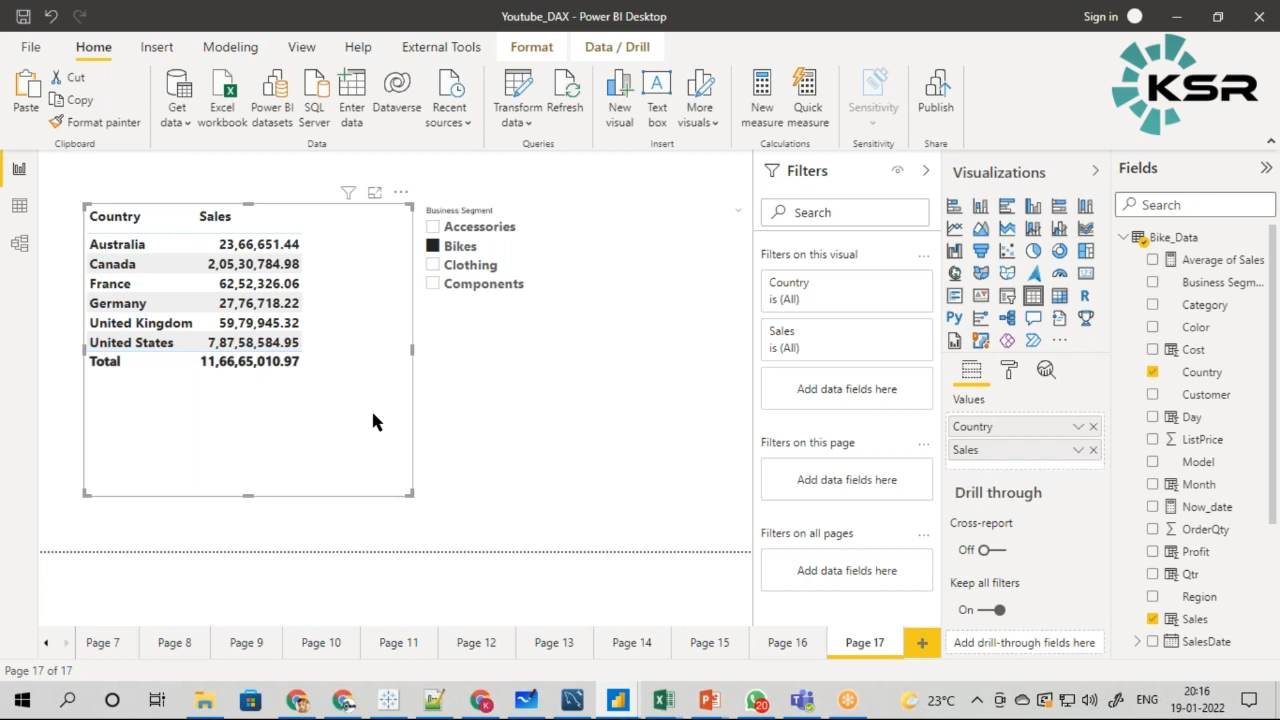 Youtube_DAX - Power BI Desktop
Sign in
File
Home
Insert
Modeling
View
Help
External Tools
Format
Data / Drill
KSR
Paste
Cut
Copy
Format painter
Clipboard
Get data
Excel workbook
Power BI datasets
SQL Server
Enter data
Dataverse
Recent sources
Data
Transform data
Refresh
Queries
New visual
Text box
More visuals
Insert
New measure
Quick measure
Calculations
Sensitivity
Sensitivity
Publish
Share
Country Sales
Australia 23,66,651.44
Canada 2,05,30,784.98
France 62,52,326.06
Germany 27,76,718.22
United Kingdom 59,79,945.32
United States 7,87,58,584.95
Total 11,66,65,010.97
Business Segment
Accessories
Bikes
Clothing
Components
Filters
Search
Filters on this visual
Country
is (All)
Sales
is (All)
Add data fields here
Filters on this page
Add data fields here
Filters on all pages
Add data fields here
Visualizations
R
Py
123
Values
Country
Sales
Drill through
Cross-report
Off
Keep all filters
On
Add drill-through fields here
Fields
Search
Bike_Data
Average of Sales
Business Segm...
Category
Color
Cost
Country
Customer
Day
ListPrice
Model
Month
Now_date
OrderQty
Profit
Qtr
Region
Sales
SalesDate
Page 7
Page 8
Page 9
Page 10
Page 11
Page 12
Page 13
Page 14
Page 15
Page 16
Page 17
Page 17 of 17
20
23°C
ENG
20:16
19-01-2022